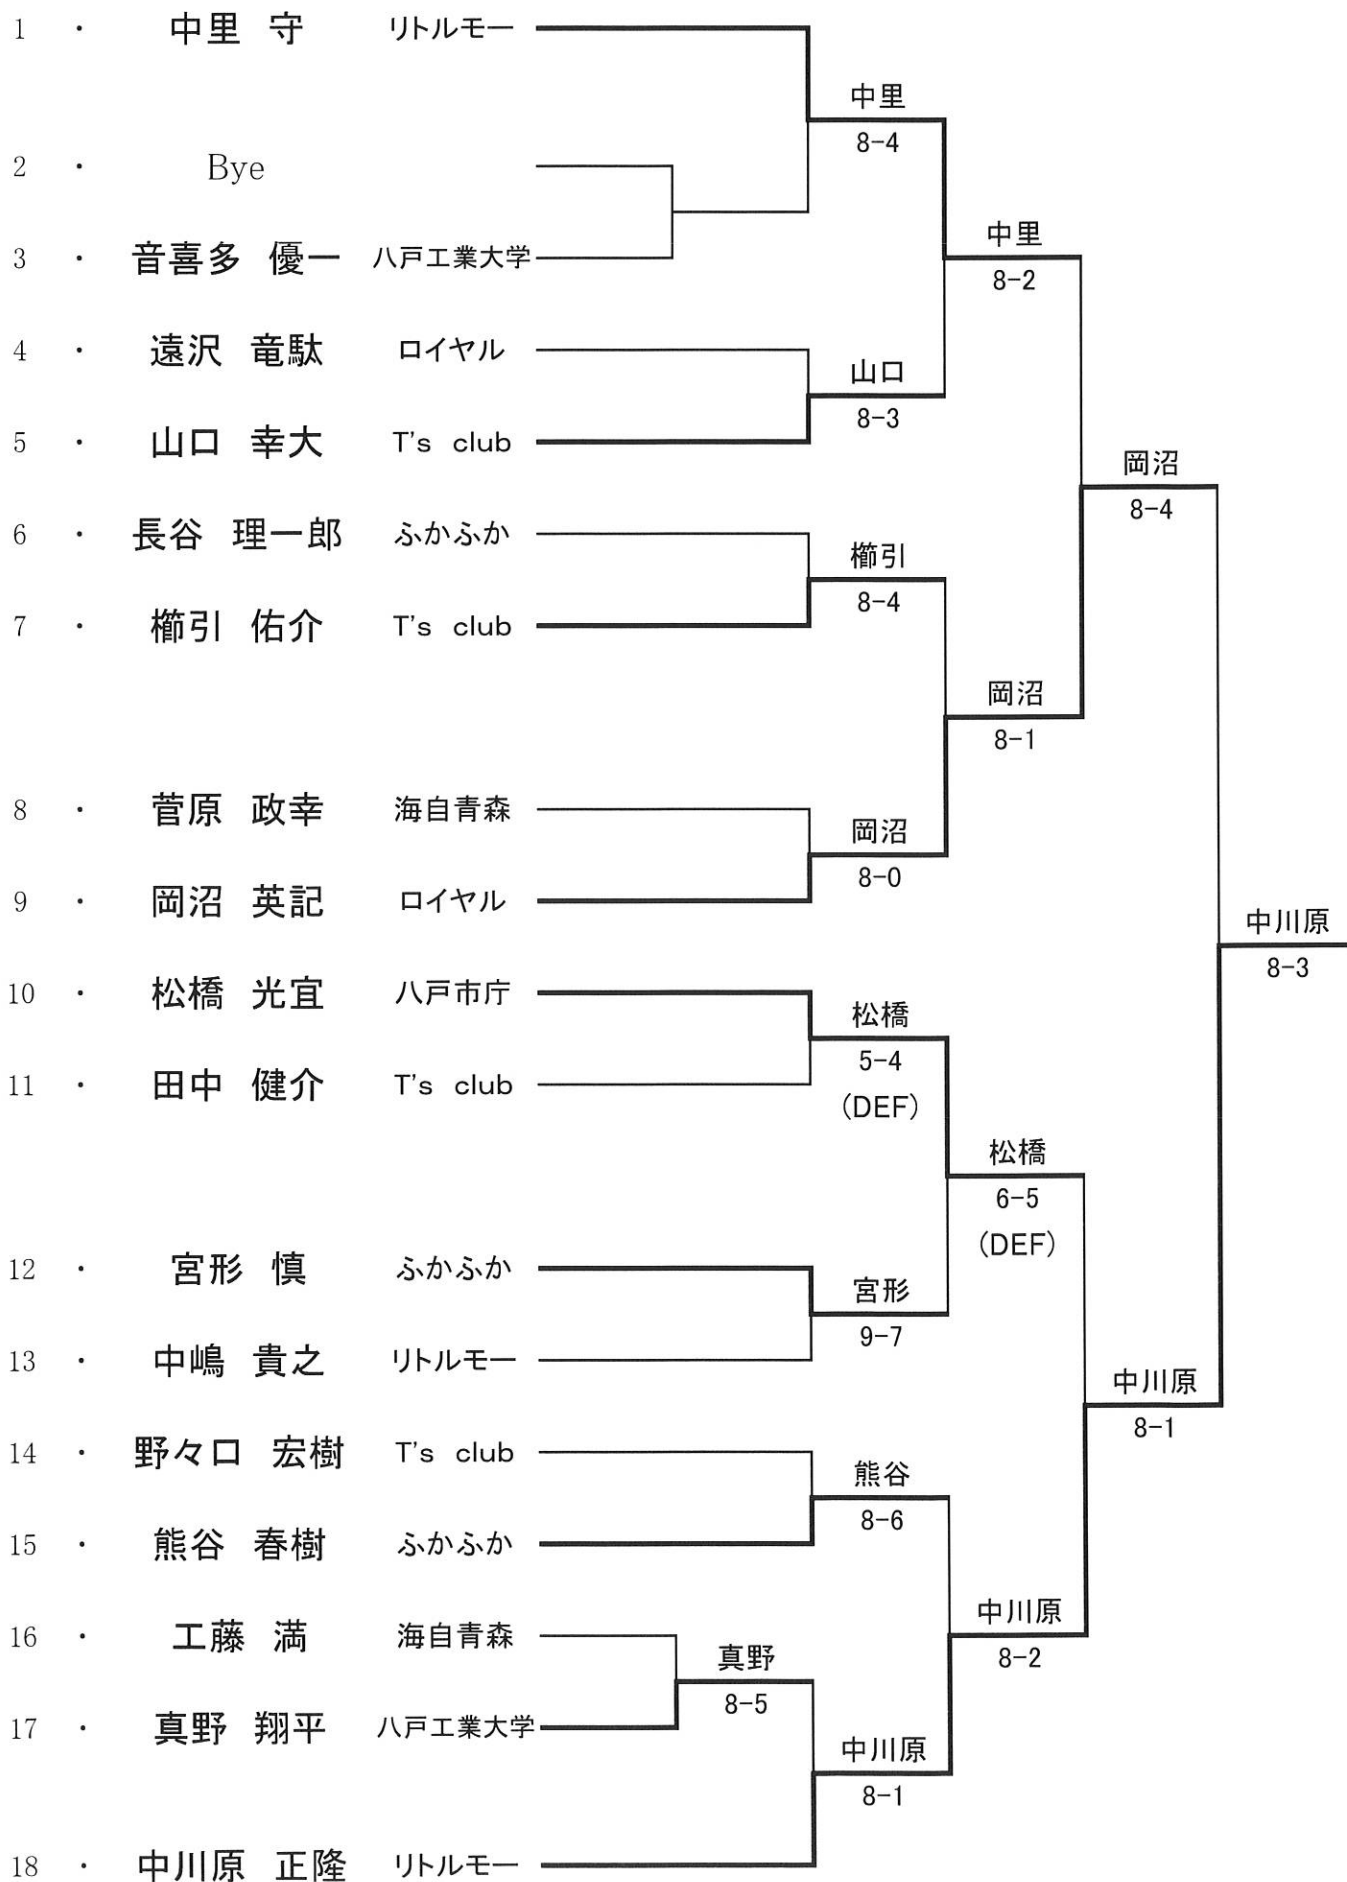 1 ・ 中里 守 リトルモー
中里
8-4
2 ・ Bye
中里
8-2
3 ・ 音喜多 優一 八戸工業大学
4 ・ 遠沢 竜駄 ロイヤル
山口
8-3
5 ・ 山口 幸大 T's club
岡沼
8-4
6 ・ 長谷 理一郎 ふかふか
櫛引
8-4
7 ・ 櫛引 佑介 T's club
岡沼
8-1
8 ・ 菅原 政幸 海自青森
岡沼
8-0
9 ・ 岡沼 英記 ロイヤル
中川原
8-3
10 ・ 松橋 光宜 八戸市庁
松橋
5-4
(DEF)
11 ・ 田中 健介 T's club
松橋
6-5
(DEF)
12 ・ 宮形 慎 ふかふか
宮形
9-7
13 ・ 中嶋 貴之 リトルモー
中川原
8-1
14 ・ 野々口 宏樹 T's club
熊谷
8-6
15 ・ 熊谷 春樹 ふかふか
中川原
8-2
16 ・ 工藤 満 海自青森
真野
8-5
17 ・ 真野 翔平 八戸工業大学
中川原
8-1
18 ・ 中川原 正隆 リトルモー